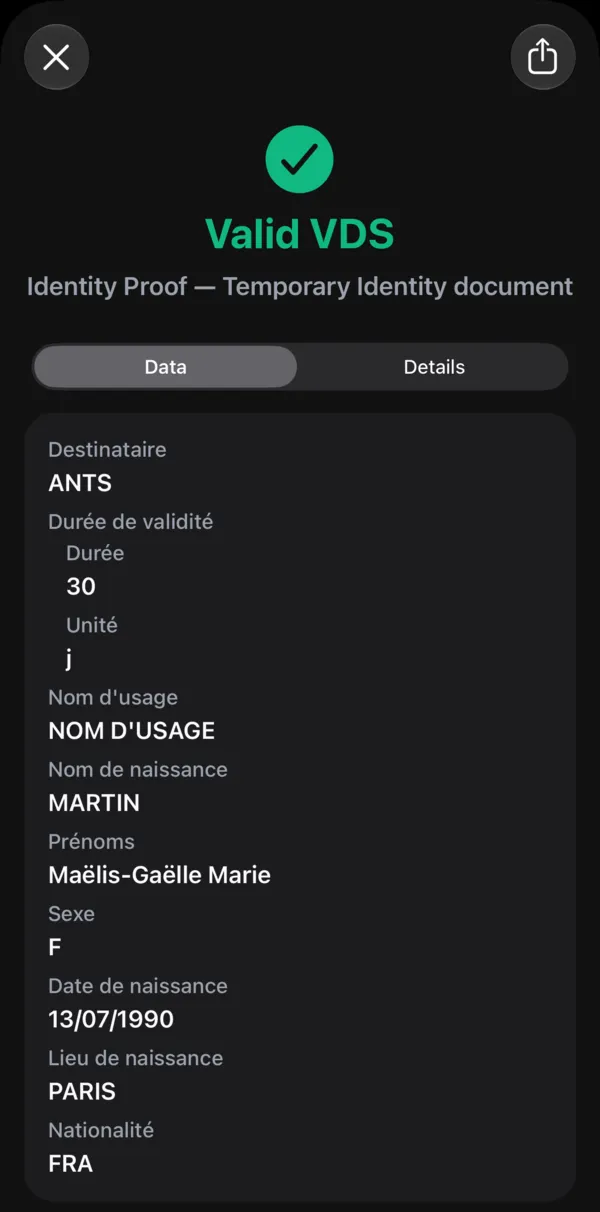 Valid VDS
Identity Proof — Temporary Identity document
Data
Details
Destinataire
ANTS
Durée de validité
Durée
30
Unité
j
Nom d'usage
NOM D'USAGE
Nom de naissance
MARTIN
Prénoms
Maëlis-Gaëlle Marie
Sexe
F
Date de naissance
13/07/1990
Lieu de naissance
PARIS
Nationalité
FRA